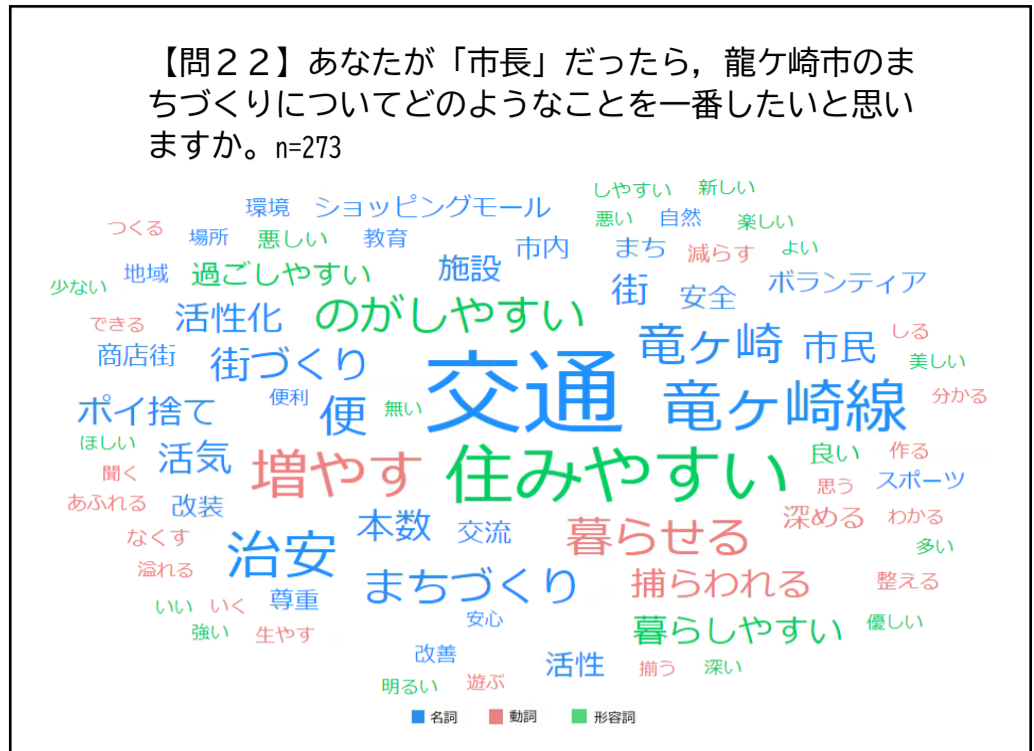 【問２２】あなたが「市長」だったら，龍ケ崎市のま
ちづくりについてどのようなことを一番したいと思い
ますか。n=273
しやすい 新しい
環境 ショッピングモール 悪い 自然 楽しい
つくる 場所 悪しい 教育 市内 まち 減らす よい
少ない 地域 過ごしやすい 施設 街 安全 ボランティア
できる 活性化 のがしやすい 竜ケ崎 市民 しる
商店街 街づくり 交通 美しい
ポイ捨て 便利 便 無い 竜ケ崎線 分かる
ほしい 活気 増やす 住みやすい 良い 作る
聞く 思う スポーツ
あふれる 改装 本数 交流 暮らせる 深める わかる
なくす 治安 多い
溢れる まちづくり 捕らわれる 整える
いい いく 尊重 安心
強い 生やす 暮らしやすい 優しい
改善 活性 揃う 深い
明るい 遊ぶ
名詞 動詞 形容詞